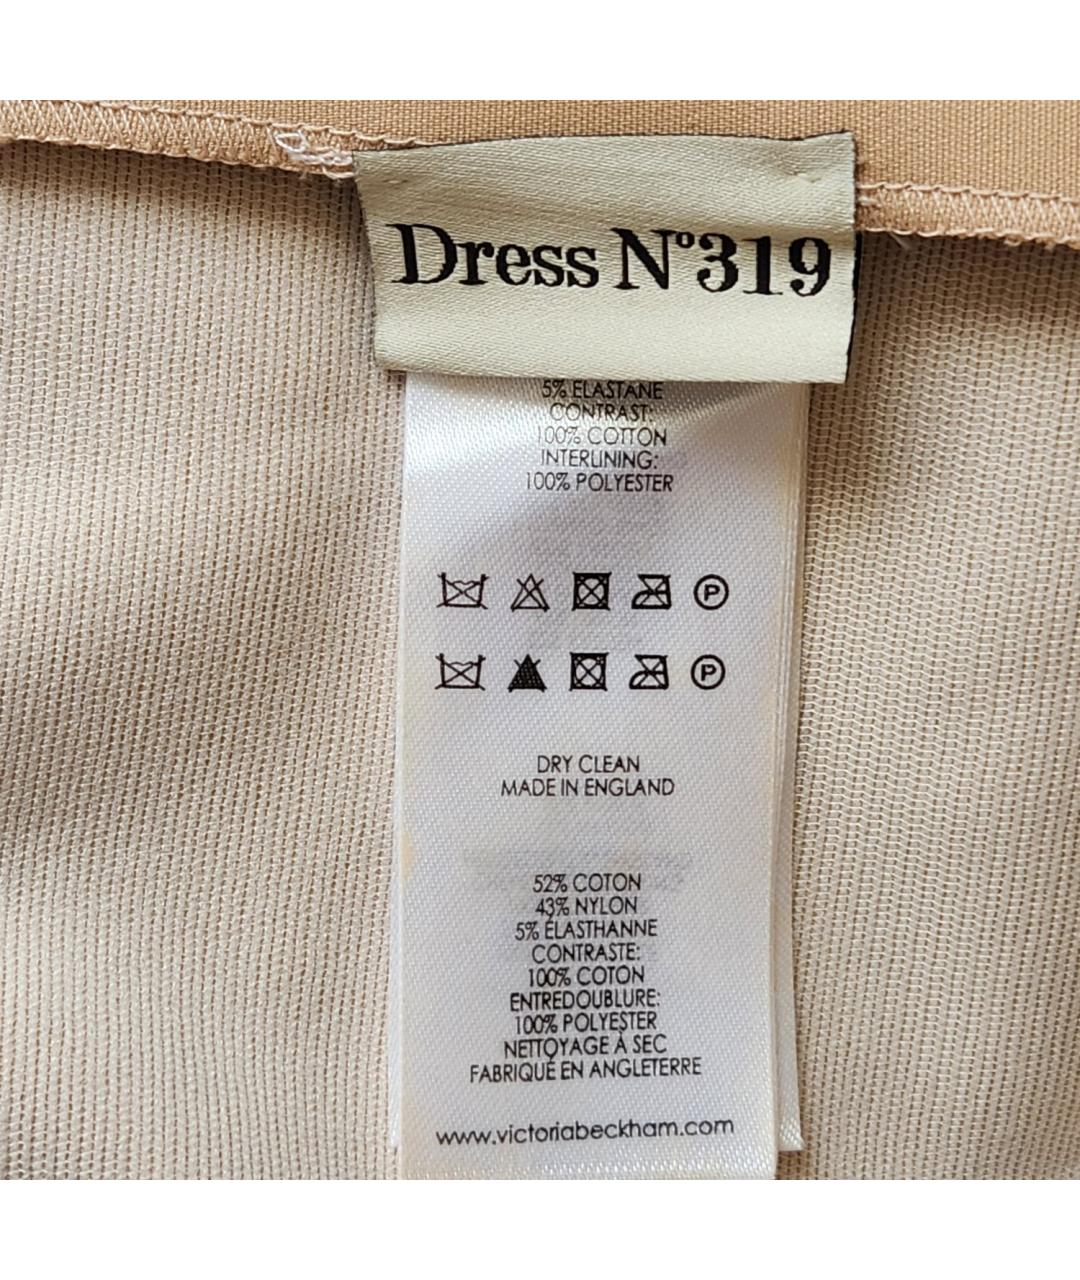 Dress Nº319
5% ELASTANE
CONTRAST:
100% COTTON
INTERLINING:
100% POLYESTER
P
P
DRY CLEAN
MADE IN ENGLAND
52% COTON
43% NYLON
5% ÉLASTHANNE
CONTRASTE:
100% COTON
ENTREDOUBLURE:
100% POLYESTER
NETTOYAGE À SEC
FABRIQUÉ EN ANGLETERRE
www.victoriabeckham.com